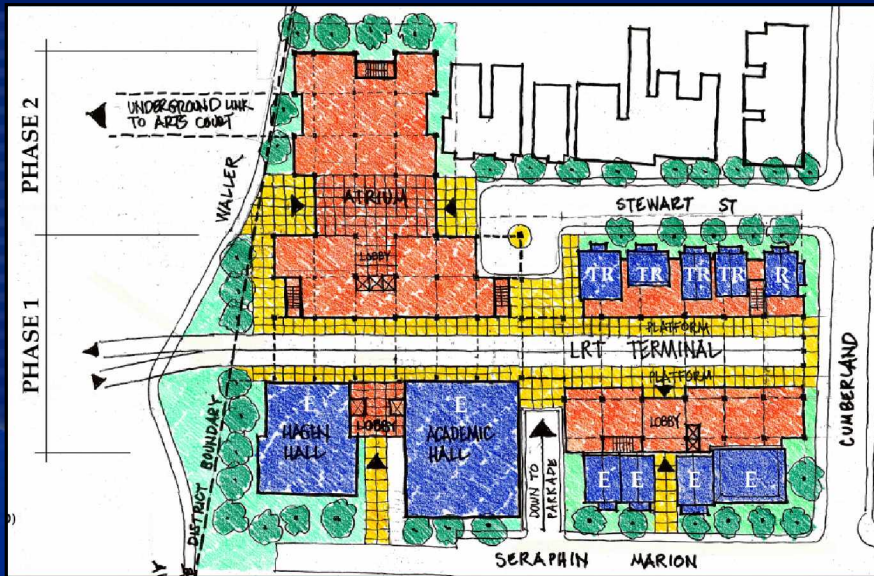 PHASE 2
UNDERGROUND LINK
TO ARTS COURT
WALLER
ATRIUM
STEWART ST
LOBBY
TR
TR
TR
TR
R
PHASE 1
PLATFORM
LRT TERMINAL
PLATFORM
CUMBERLAND
E
HAGEN
HALL
LOBBY
E
ACADEMIC
HALL
LOBBY
DOWN TO
PARKADE
E
E
E
E
DISTRICT BOUNDARY
SERAPHIN MARION